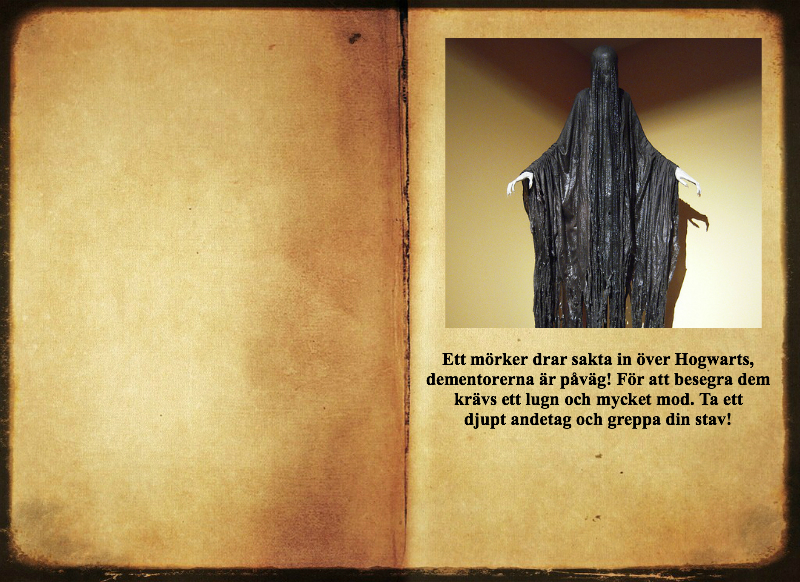 Ett mörker drar sakta in över Hogwarts,
dementorerna är påväg! För att besegra dem
krävs ett lugn och mycket mod. Ta ett
djupt andetag och greppa din stav!